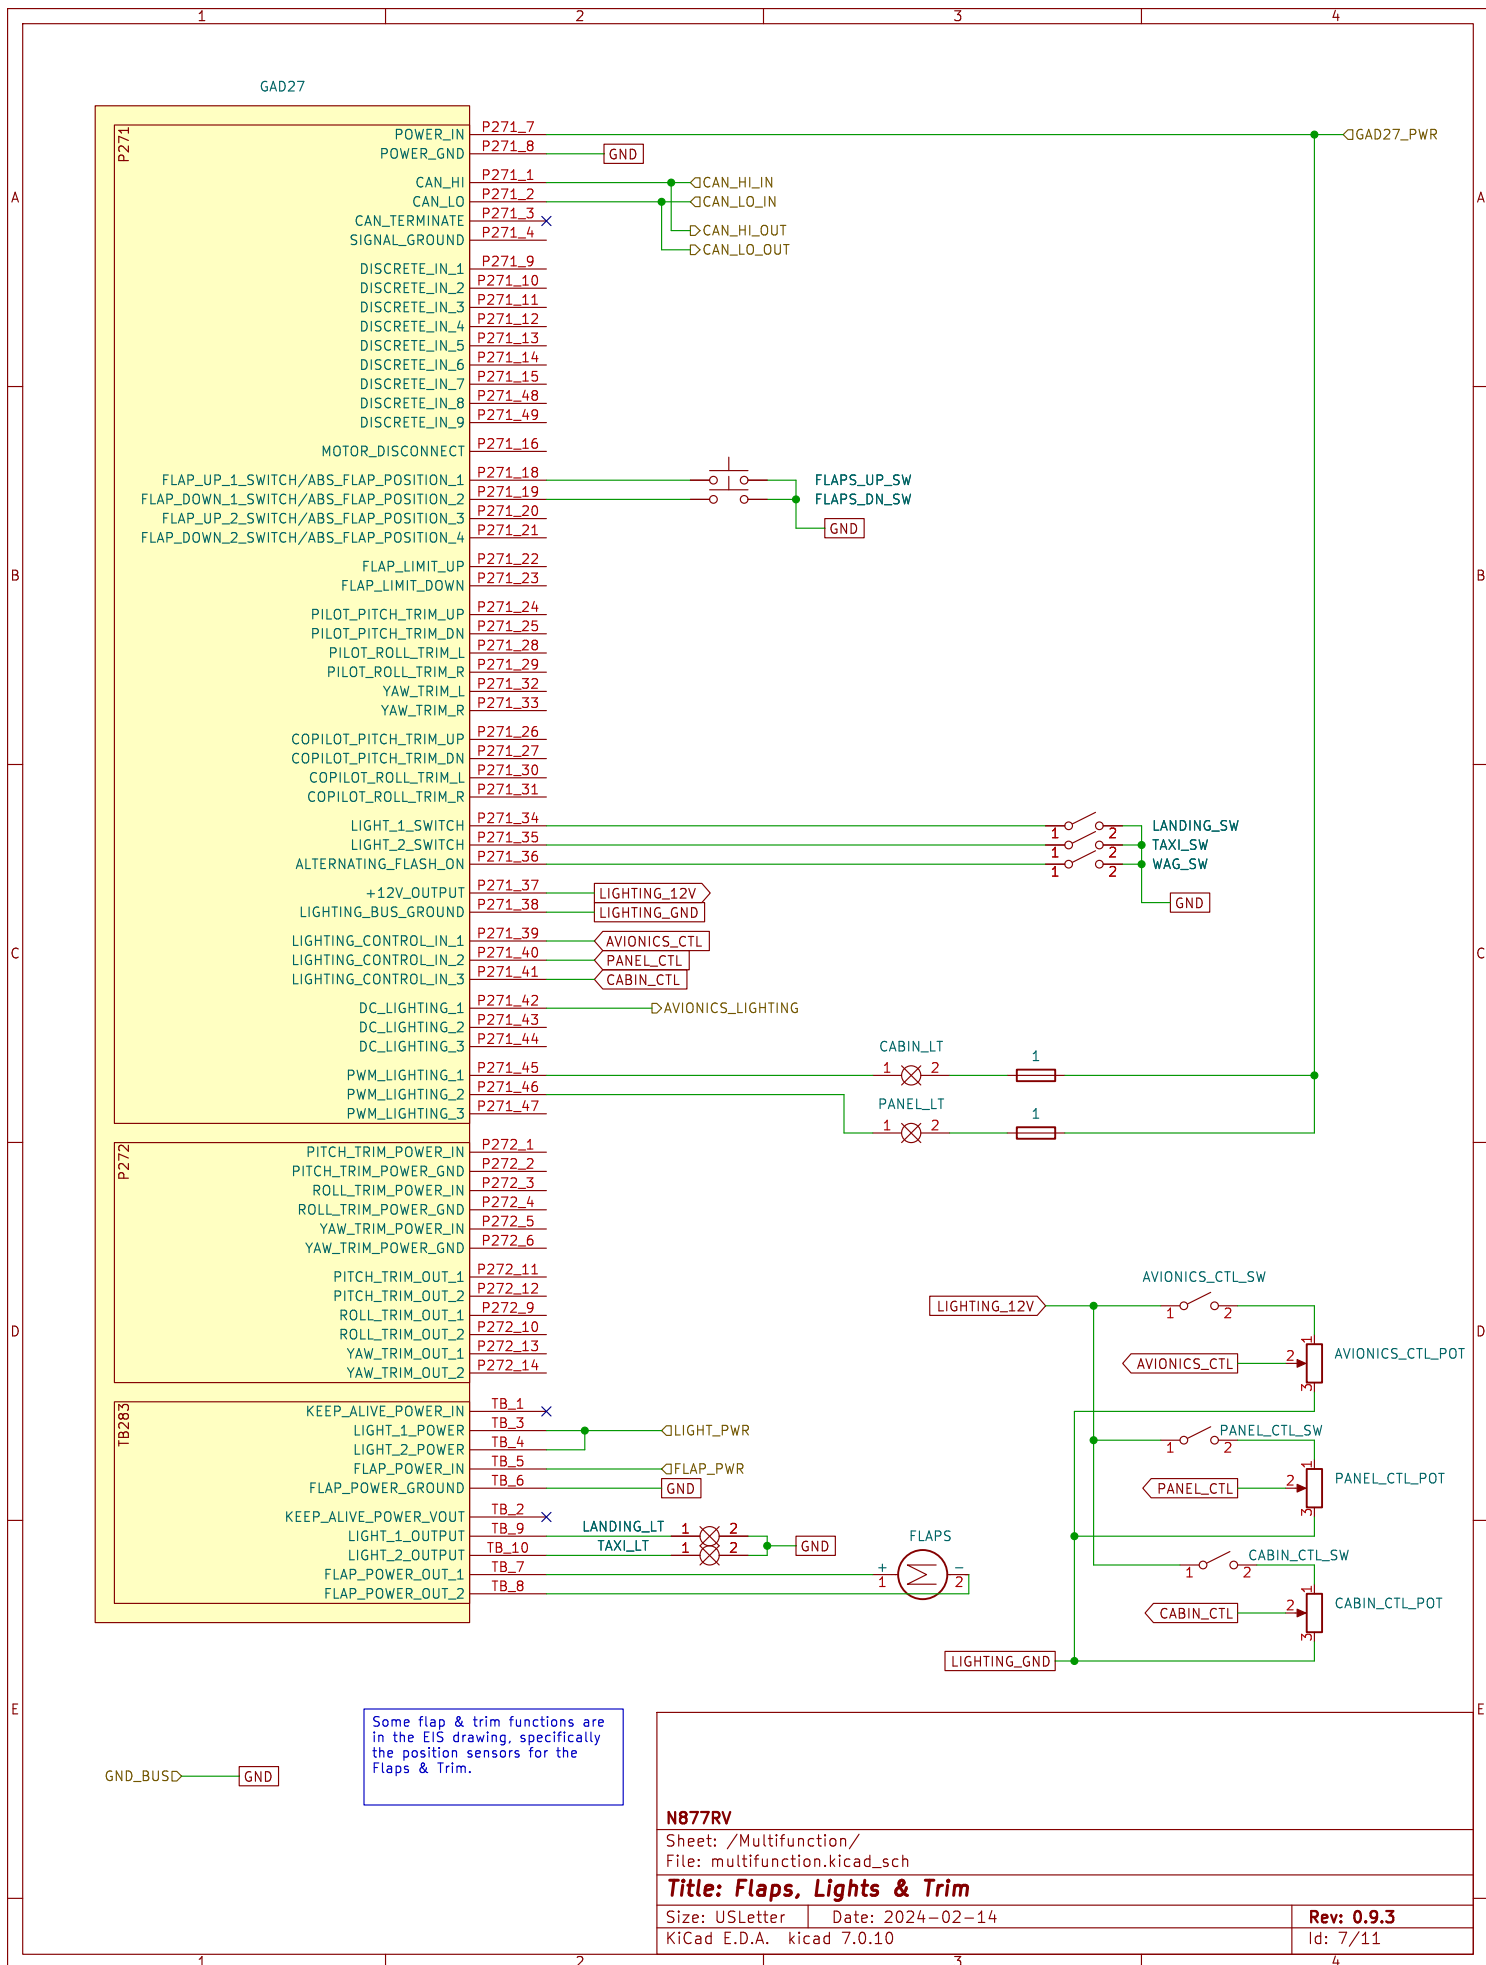 1 2 3 4
GAD27
P271
POWER_IN P271_7 GAD27_PWR
POWER_GND P271_8 GND
A CAN_HI P271_1 CAN_HI_IN A
CAN_LO P271_2 CAN_LO_IN
CAN_TERMINATE P271_3
CAN_HI_OUT
SIGNAL_GROUND P271_4
CAN_LO_OUT
DISCRETE_IN_1 P271_9
DISCRETE_IN_2 P271_10
DISCRETE_IN_3 P271_11
DISCRETE_IN_4 P271_12
DISCRETE_IN_5 P271_13
DISCRETE_IN_6 P271_14
DISCRETE_IN_7 P271_15
DISCRETE_IN_8 P271_48
DISCRETE_IN_9 P271_49
MOTOR_DISCONNECT P271_16
FLAP_UP_1_SWITCH/ABS_FLAP_POSITION_1 P271_18 FLAPS_UP_SW
FLAP_DOWN_1_SWITCH/ABS_FLAP_POSITION_2 P271_19 FLAPS_DN_SW
FLAP_UP_2_SWITCH/ABS_FLAP_POSITION_3 P271_20
GND
FLAP_DOWN_2_SWITCH/ABS_FLAP_POSITION_4 P271_21
FLAP_LIMIT_UP P271_22
B B
FLAP_LIMIT_DOWN P271_23
PILOT_PITCH_TRIM_UP P271_24
PILOT_PITCH_TRIM_DN P271_25
PILOT_ROLL_TRIM_L P271_28
PILOT_ROLL_TRIM_R P271_29
YAW_TRIM_L P271_32
YAW_TRIM_R P271_33
COPILOT_PITCH_TRIM_UP P271_26
COPILOT_PITCH_TRIM_DN P271_27
COPILOT_ROLL_TRIM_L P271_30
COPILOT_ROLL_TRIM_R P271_31
LIGHT_1_SWITCH P271_34 1 2 LANDING_SW
LIGHT_2_SWITCH P271_35 1 2 TAXI_SW
ALTERNATING_FLASH_ON P271_36 1 2 WAG_SW
+12V_OUTPUT P271_37 LIGHTING_12V
GND
LIGHTING_BUS_GROUND P271_38 LIGHTING_GND
LIGHTING_CONTROL_IN_1 P271_39 AVIONICS_CTL
C C
LIGHTING_CONTROL_IN_2 P271_40 PANEL_CTL
LIGHTING_CONTROL_IN_3 P271_41 CABIN_CTL
DC_LIGHTING_1 P271_42 AVIONICS_LIGHTING
DC_LIGHTING_2 P271_43
DC_LIGHTING_3 P271_44
CABIN_LT 1
PWM_LIGHTING_1 P271_45 1 2
PWM_LIGHTING_2 P271_46
PANEL_LT 1
PWM_LIGHTING_3 P271_47
1 2
P272
PITCH_TRIM_POWER_IN P272_1
PITCH_TRIM_POWER_GND P272_2
ROLL_TRIM_POWER_IN P272_3
ROLL_TRIM_POWER_GND P272_4
YAW_TRIM_POWER_IN P272_5
YAW_TRIM_POWER_GND P272_6
PITCH_TRIM_OUT_1 P272_11
PITCH_TRIM_OUT_2 P272_12
ROLL_TRIM_OUT_1 P272_9
ROLL_TRIM_OUT_2 P272_10
YAW_TRIM_OUT_1 P272_13
YAW_TRIM_OUT_2 P272_14
AVIONICS_CTL_SW
LIGHTING_12V 1 2
D D
1
AVIONICS_CTL 2 AVIONICS_CTL_POT
3
TB283
KEEP_ALIVE_POWER_IN TB_1
LIGHT_1_POWER TB_3 LIGHT_PWR
LIGHT_2_POWER TB_4
FLAP_POWER_IN TB_5 FLAP_PWR
FLAP_POWER_GROUND TB_6 GND
KEEP_ALIVE_POWER_VOUT TB_2
LIGHT_1_OUTPUT TB_9 LANDING_LT 1 2
LIGHT_2_OUTPUT TB_10 TAXI_LT 1 2 GND
FLAP_POWER_OUT_1 TB_7
FLAP_POWER_OUT_2 TB_8
FLAPS
+ −
1 2
PANEL_CTL_SW
1 2
1
PANEL_CTL 2 PANEL_CTL_POT
3
CABIN_CTL_SW
1 2
1
CABIN_CTL 2 CABIN_CTL_POT
3
LIGHTING_GND
E E
Some flap & trim functions are
in the EIS drawing, specifically
the position sensors for the
Flaps & Trim.
GND_BUS GND
N877RV
Sheet: /Multifunction/
File: multifunction.kicad_sch
Title: Flaps, Lights & Trim
Size: USLetter Date: 2024-02-14 Rev: 0.9.3
KiCad E.D.A. kicad 7.0.10 Id: 7/11
1 2 3 4